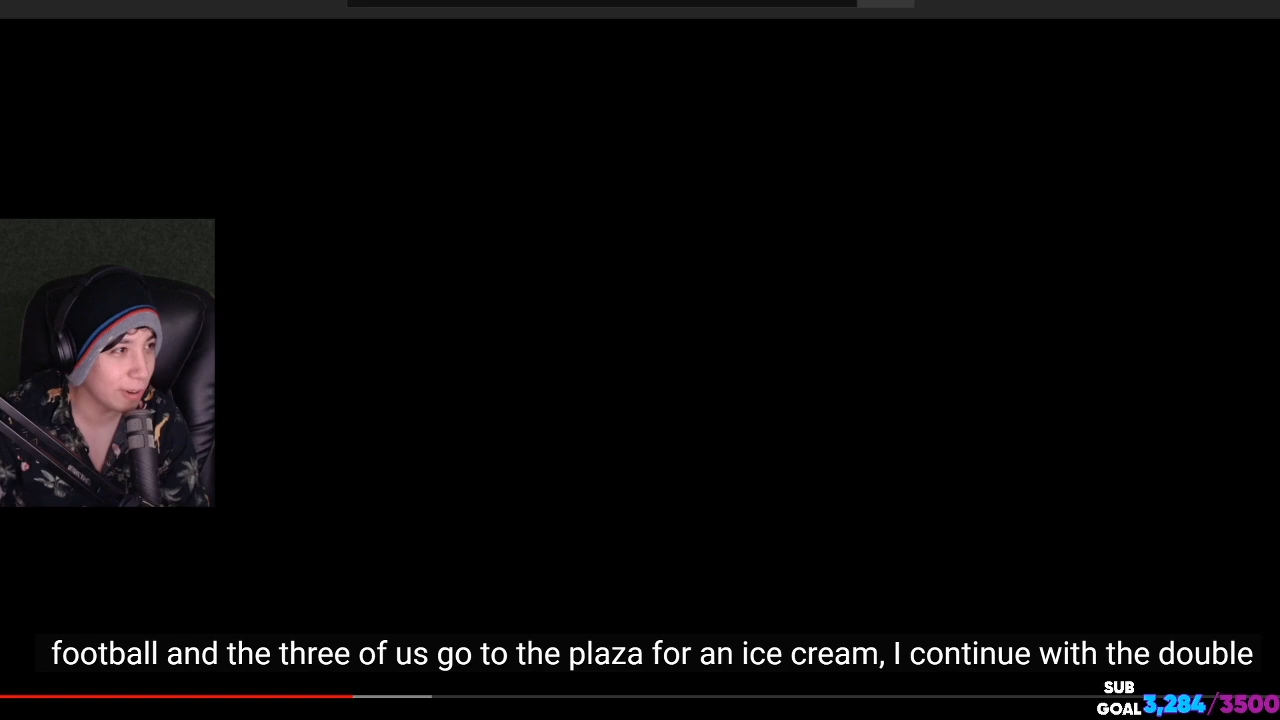 football and the three of us go to the plaza for an ice cream, I continue with the double
SUB
GOAL 3,284/3500